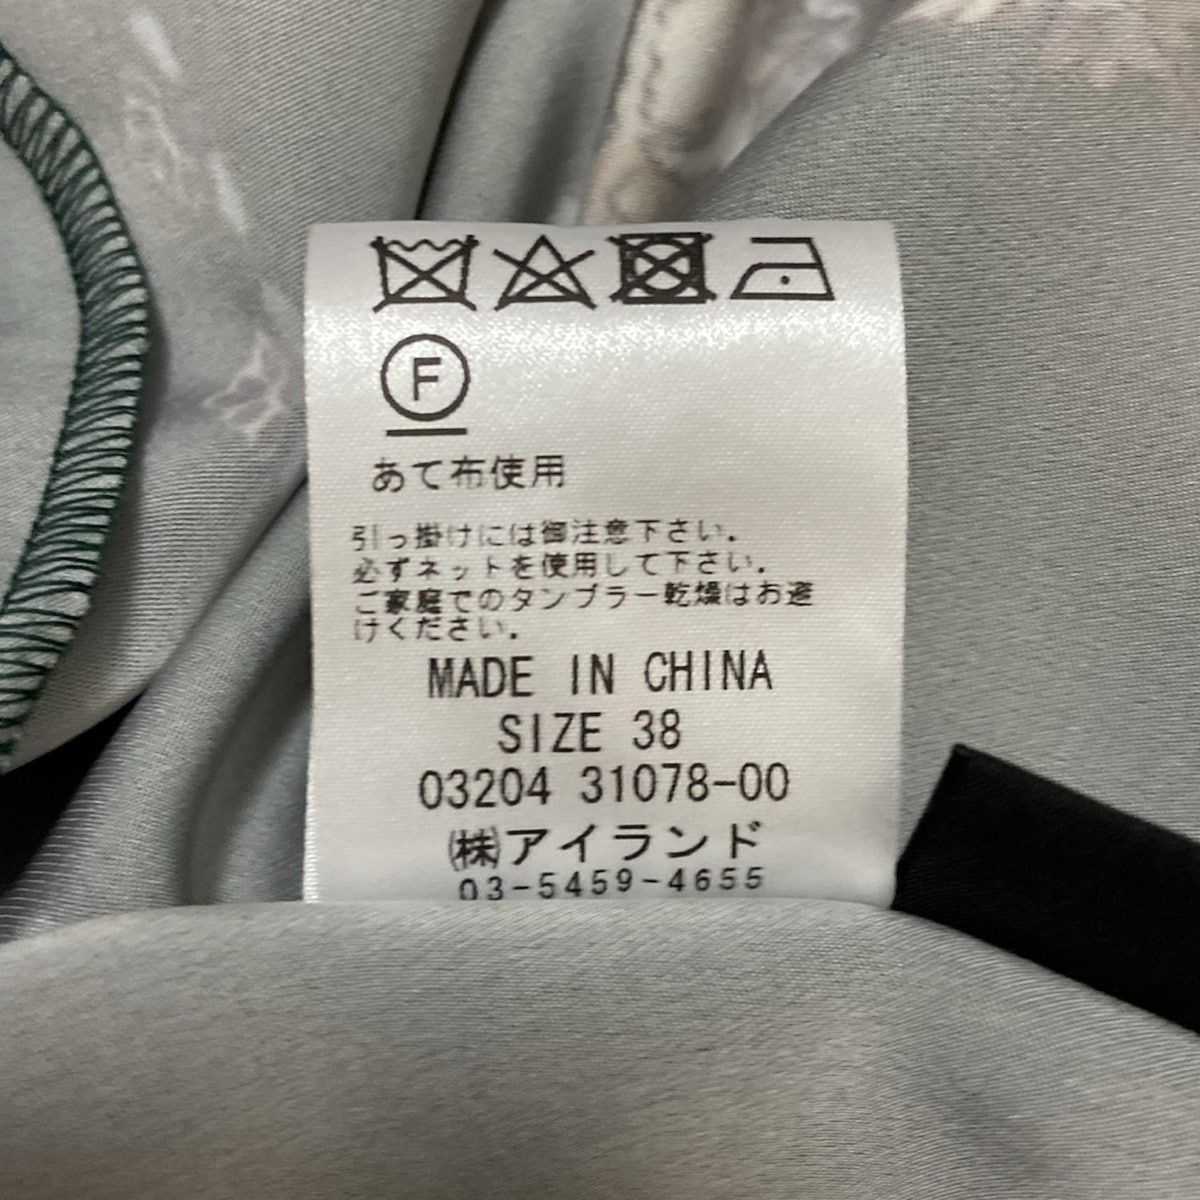 F
あて布使用
引っ掛けには御注意下さい。
必ずネットを使用して下さい。
ご家庭でのタンブラー乾燥はお避
けください。
MADE IN CHINA
SIZE 38
03204 31078-00
㈱アイランド
03-5459-4655